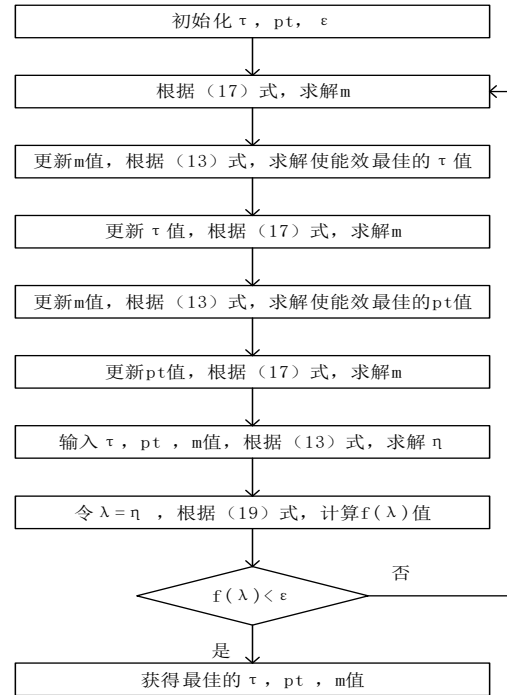 初始化τ，pt，ε
根据（17）式，求解m
更新m值，根据（13）式，求解使能效最佳的τ值
更新τ值，根据（17）式，求解m
更新m值，根据（13）式，求解使能效最佳的pt值
更新pt值，根据（17）式，求解m
输入τ，pt ，m值，根据（13）式，求解η
令λ=η ，根据（19）式，计算f(λ)值
否
f(λ)<ε
是
获得最佳的τ，pt ，m值